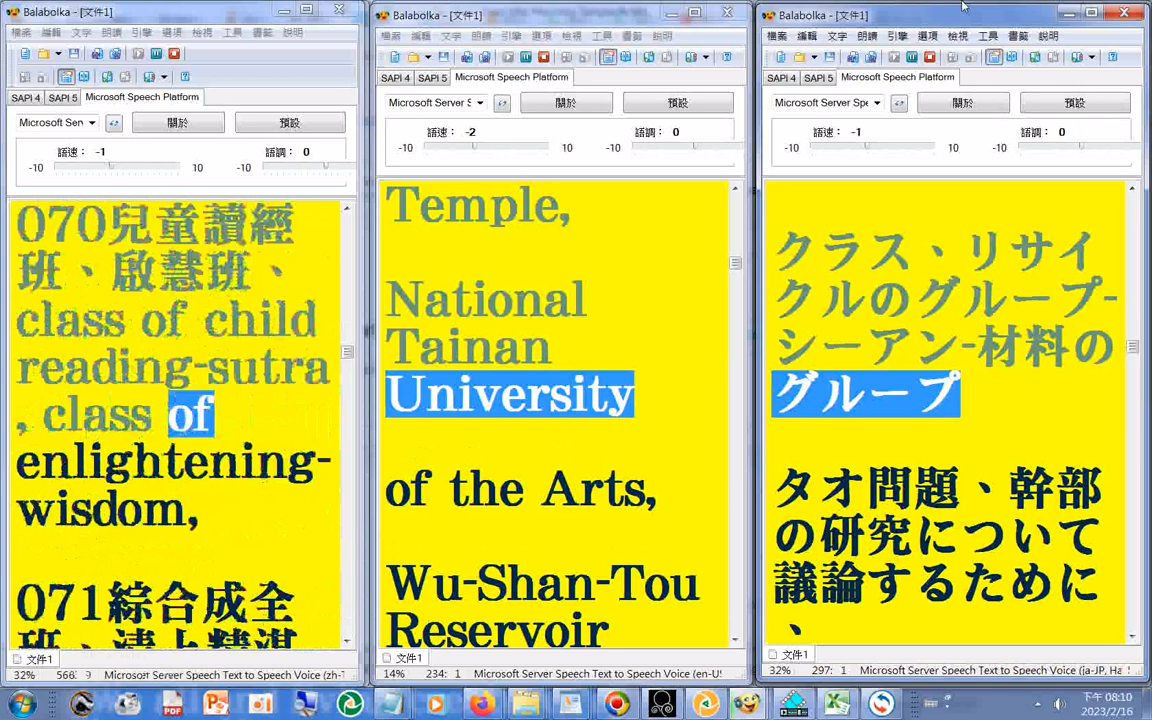 Balabolka - [文件1]
檔案 編輯 文字 朗讀 引擎 選項 檢視 工具 書籤 說明
SAPI 4 SAPI 5 Microsoft Speech Platform
Microsoft Ser 關於 預設
語速： -1 語調： 0
-10 10 -10
070兒童讀經
班、啟慧班、
class of child
reading-sutra
, class of
enlightening-
wisdom,
071綜合成全
文件1
32% 566: 9 Microsoft Server Speech Text to Speech Voice (zh-T
Balabolka - [文件1]
檔案 編輯 文字 朗讀 引擎 選項 檢視 工具 書籤 說明
SAPI 4 SAPI 5 Microsoft Speech Platform
Microsoft Server S 關於 預設
語速： -2 語調： 0
-10 10 -10
Temple,
National
Tainan
University
of the Arts,
Wu-Shan-Tou
Reservoir
文件1
14% 234: 1 Microsoft Server Speech Text to Speech Voice (en-U
Balabolka - [文件1]
檔案 編輯 文字 朗讀 引擎 選項 檢視 工具 書籤 說明
SAPI 4 SAPI 5 Microsoft Speech Platform
Microsoft Server Spe 關於 預設
語速： -1 語調： 0
-10 10 -10
クラス、リサイ
クルのグループ-
シーアン-材料の
グループ
タオ問題、幹部
の研究について
議論するために
、
文件1
32% 297: 1 Microsoft Server Speech Text to Speech Voice (ja-JP, Ha
下午 08:10
2023/2/16